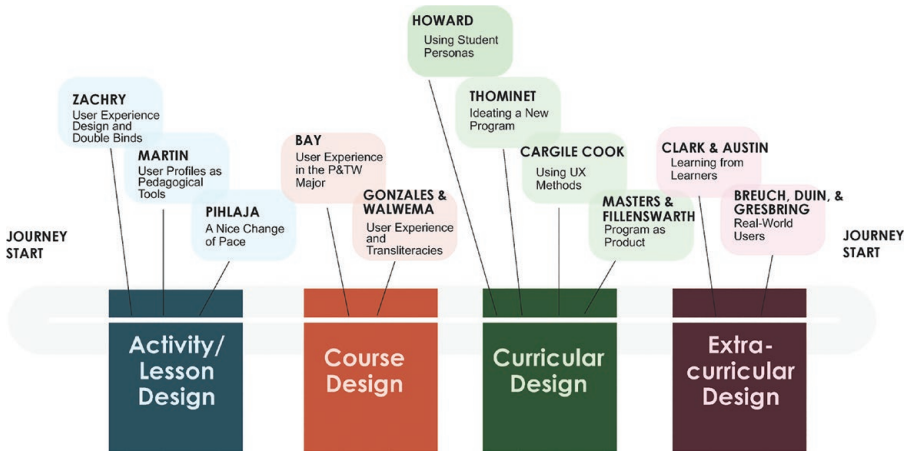 JOURNEY
START
ZACHRY
User Experience
Design and
Double Binds
MARTIN
User Profiles as
Pedagogical
Tools
PIHLAJA
A Nice Change
of Pace
Activity/
Lesson
Design
BAY
User Experience
in the P&TW
Major
GONZALES &
WALWEMA
User Experience
and
Transliteracies
Course
Design
HOWARD
Using Student
Personas
THOMINET
Ideating a New
Program
CARGILE COOK
Using UX
Methods
MASTERS &
FILLENSWARTH
Program as
Product
Curricular
Design
CLARK & AUSTIN
Learning from
Learners
BREUCH, DUIN, &
GRESBRING
Real-World
Users
Extra-
curricular
Design
JOURNEY
START